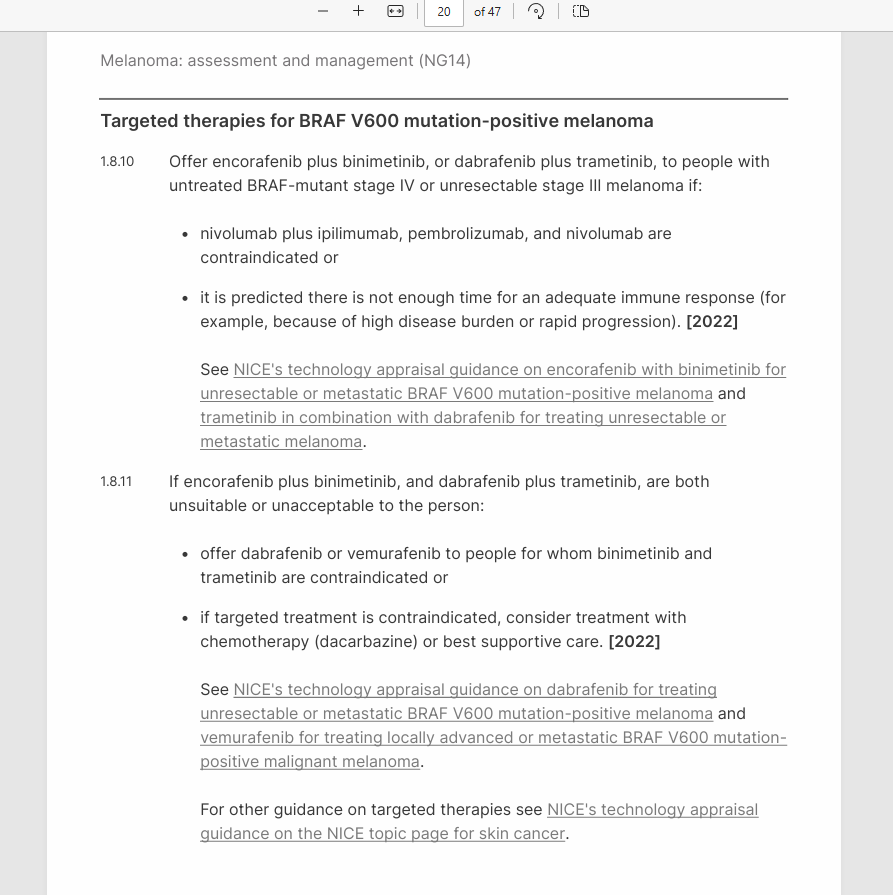 20 of 47
Melanoma: assessment and management (NG14)
Targeted therapies for BRAF V600 mutation-positive melanoma
1.8.10 Offer encorafenib plus binimetinib, or dabrafenib plus trametinib, to people with
untreated BRAF-mutant stage IV or unresectable stage III melanoma if:
• nivolumab plus ipilimumab, pembrolizumab, and nivolumab are
contraindicated or
• it is predicted there is not enough time for an adequate immune response (for
example, because of high disease burden or rapid progression). [2022]
See NICE's technology appraisal guidance on encorafenib with binimetinib for
unresectable or metastatic BRAF V600 mutation-positive melanoma and
trametinib in combination with dabrafenib for treating unresectable or
metastatic melanoma.
1.8.11 If encorafenib plus binimetinib, and dabrafenib plus trametinib, are both
unsuitable or unacceptable to the person:
• offer dabrafenib or vemurafenib to people for whom binimetinib and
trametinib are contraindicated or
• if targeted treatment is contraindicated, consider treatment with
chemotherapy (dacarbazine) or best supportive care. [2022]
See NICE's technology appraisal guidance on dabrafenib for treating
unresectable or metastatic BRAF V600 mutation-positive melanoma and
vemurafenib for treating locally advanced or metastatic BRAF V600 mutation-
positive malignant melanoma.
For other guidance on targeted therapies see NICE's technology appraisal
guidance on the NICE topic page for skin cancer.